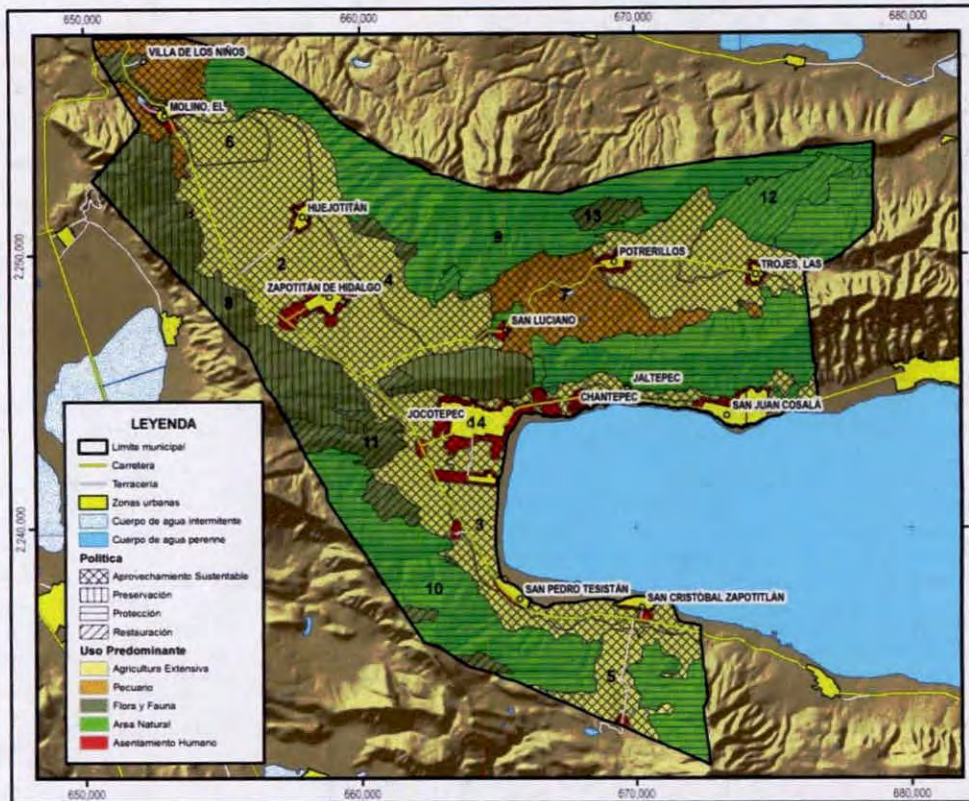 650,000
660,000
670,000
680,000
VILLA DE LOS NIÑOS
MOLINO, EL
6
12
HUEJOTITÁN
13
9
POTRERILLOS
2,250,000
2
4
TROJES, LAS
ZAPOTITÁN DE HIDALGO
7
8
SAN LUCIANO
JALTEPEC
CHANTEPEC
JOCOTEPEC
14
SAN JUAN COSALÁ
11
2,240,000
3
10
SAN PEDRO TESISTÁN
SAN CRISTÓBAL ZAPOTITLÁN
5
LEYENDA
Límite municipal
Carretera
Terracería
Zonas urbanas
Cuerpo de agua intermitente
Cuerpo de agua perenne
Política
Aprovechamiento Sustentable
Preservación
Protección
Restauración
Uso Predominante
Agricultura Extensiva
Pecuario
Flora y Fauna
Area Natural
Asentamiento Humano
650,000
660,000
670,000
680,000